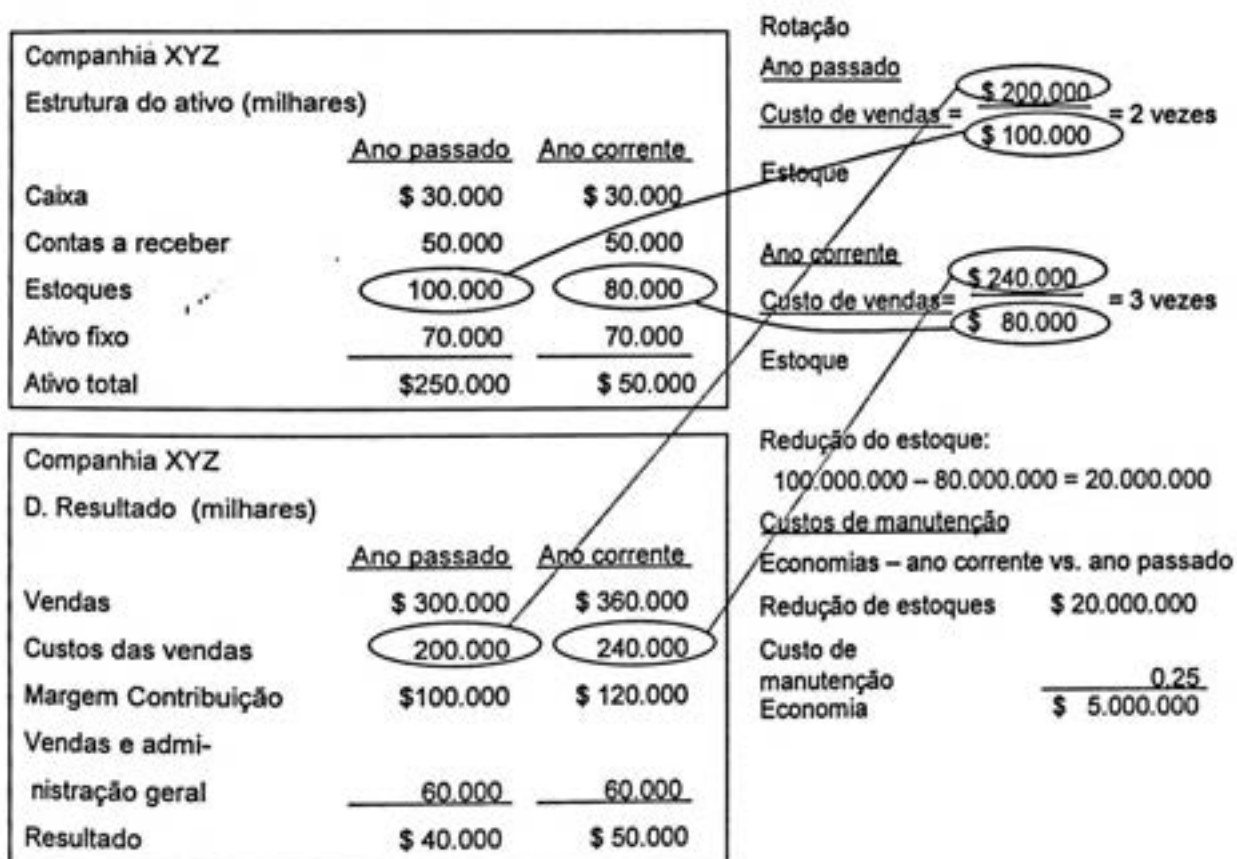 Companhia XYZ
Estrutura do ativo (milhares)
Ano passado Ano corrente
Caixa $ 30.000 $ 30.000
Contas a receber 50.000 50.000
Estoques 100.000 80.000
Ativo fixo 70.000 70.000
Ativo total $250.000 $ 50.000
Companhia XYZ
D. Resultado (milhares)
Ano passado Ano corrente
Vendas $ 300.000 $ 360.000
Custos das vendas 200.000 240.000
Margem Contribuição $100.000 $ 120.000
Vendas e admi-
nistração geral 60.000 60.000
Resultado $ 40.000 $ 50.000
Rotação
Ano passado
$ 200.000
Custo de vendas = = 2 vezes
$ 100.000
Estoque
Ano corrente
$ 240.000
Custo de vendas= = 3 vezes
$ 80.000
Estoque
Redução do estoque:
100.000.000 – 80.000.000 = 20.000.000
Custos de manutenção
Economias – ano corrente vs. ano passado
Redução de estoques $ 20.000.000
Custo de
manutenção 0.25
Economia $ 5.000.000